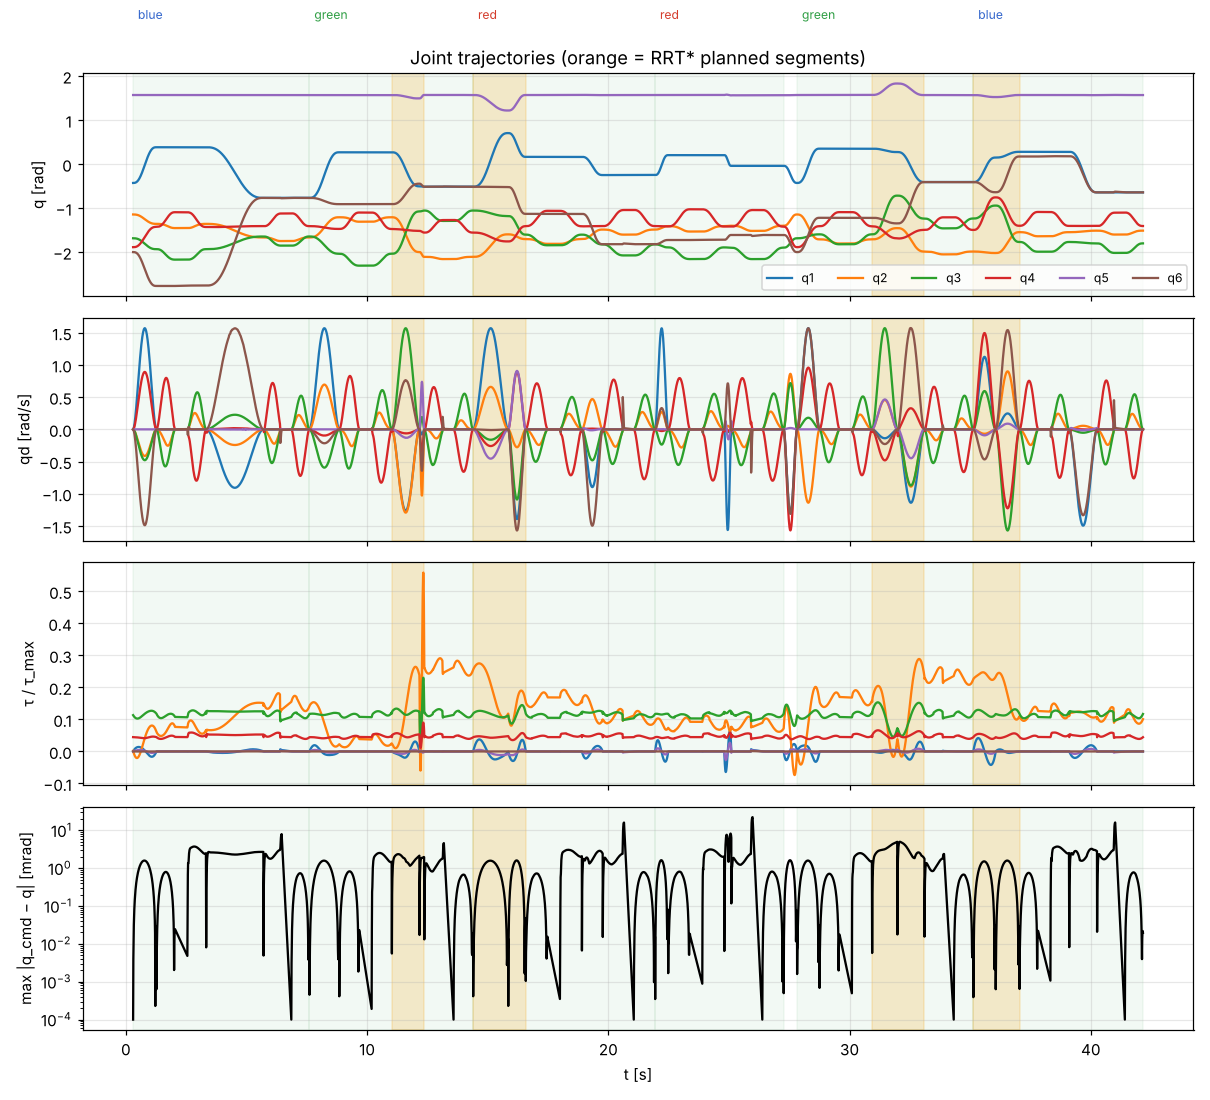 blue green red red green blue
Joint trajectories (orange = RRT* planned segments)
q [rad]
2
1
0
−1
−2
q1 q2 q3 q4 q5 q6
qd [rad/s]
1.5
1.0
0.5
0.0
−0.5
−1.0
−1.5
τ / τ_max
0.5
0.4
0.3
0.2
0.1
0.0
−0.1
max |q_cmd − q| [mrad]
10¹
10⁰
10⁻¹
10⁻²
10⁻³
10⁻⁴
0 10 20 30 40
t [s]